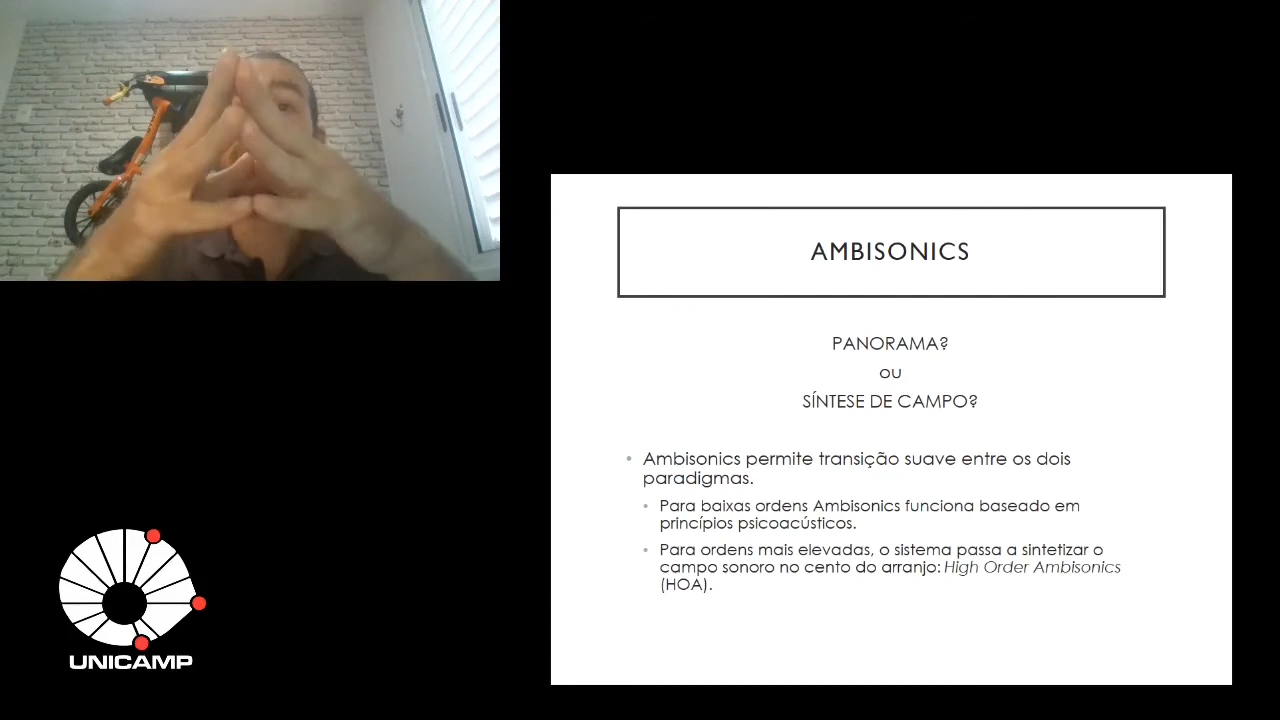 AMBISONICS
PANORAMA?
ou
SÍNTESE DE CAMPO?
• Ambisonics permite transição suave entre os dois
paradigmas.
• Para baixas ordens Ambisonics funciona baseado em
princípios psicoacústicos.
• Para ordens mais elevadas, o sistema passa a sintetizar o
campo sonoro no cento do arranjo: High Order Ambisonics
(HOA).
UNICAMP